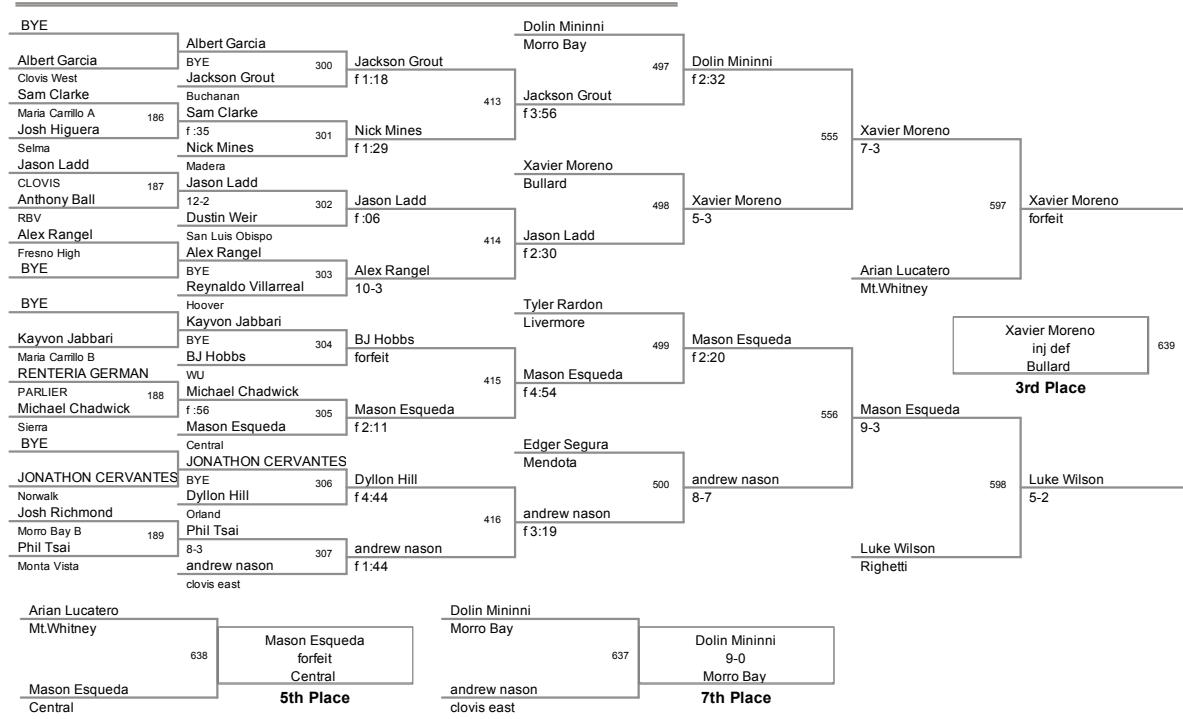 BYE
Albert Garcia
Clovis West
Sam Clarke
Maria Carrillo A
186
Josh Higuera
Selma
Jason Ladd
CLOVIS
187
Anthony Ball
RBV
Alex Rangel
Fresno High
BYE
BYE
Kayvon Jabbari
Maria Carrillo B
RENTERIA GERMAN
PARLIER
188
Michael Chadwick
Sierra
BYE
JONATHON CERVANTES
Norwalk
Josh Richmond
Morro Bay B
189
Phil Tsai
Monta Vista
Albert Garcia
BYE
300
Jackson Grout
Buchanan
Sam Clarke
f :35
301
Nick Mines
Madera
Jason Ladd
12-2
302
Dustin Weir
San Luis Obispo
Alex Rangel
BYE
303
Reynaldo Villarreal
Hoover
Kayvon Jabbari
BYE
304
BJ Hobbs
WU
Michael Chadwick
f :56
305
Mason Esqueda
Central
JONATHON CERVANTES
BYE
306
Dyllon Hill
Orland
Phil Tsai
8-3
307
andrew nason
clovis east
Jackson Grout
f 1:18
413
Nick Mines
f 1:29
Jason Ladd
f :06
414
Alex Rangel
10-3
BJ Hobbs
forfeit
415
Mason Esqueda
f 2:11
Dyllon Hill
f 4:44
416
andrew nason
f 1:44
Dolin Mininni
Morro Bay
497
Jackson Grout
f 3:56
Xavier Moreno
Bullard
498
Jason Ladd
f 2:30
Tyler Rardon
Livermore
499
Mason Esqueda
f 4:54
Edger Segura
Mendota
500
andrew nason
f 3:19
Dolin Mininni
f 2:32
555
Xavier Moreno
5-3
Mason Esqueda
f 2:20
556
andrew nason
8-7
Xavier Moreno
7-3
597
Arian Lucatero
Mt.Whitney
Mason Esqueda
9-3
598
Luke Wilson
Righetti
Xavier Moreno
forfeit
Luke Wilson
5-2
Xavier Moreno
inj def
Bullard
639
3rd Place
Arian Lucatero
Mt.Whitney
638
Mason Esqueda
Central
Mason Esqueda
forfeit
Central
5th Place
Dolin Mininni
Morro Bay
637
andrew nason
clovis east
Dolin Mininni
9-0
Morro Bay
7th Place